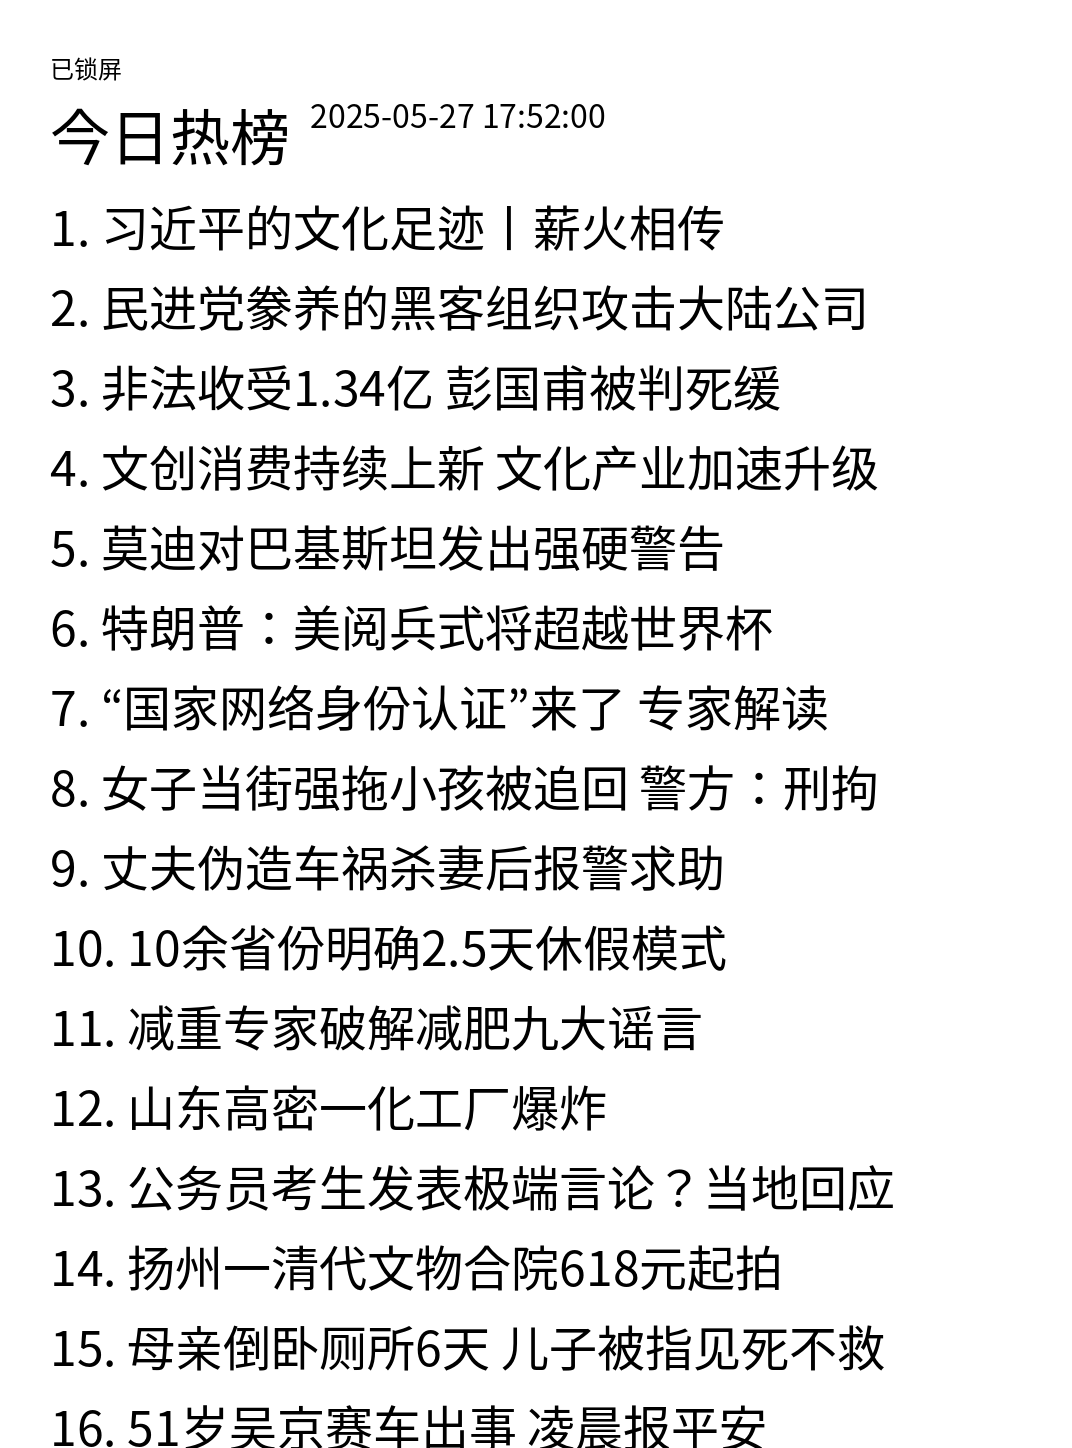 已锁屏
今日热榜 2025-05-27 17:52:00
1. 习近平的文化足迹丨薪火相传
2. 民进党豢养的黑客组织攻击大陆公司
3. 非法收受1.34亿 彭国甫被判死缓
4. 文创消费持续上新 文化产业加速升级
5. 莫迪对巴基斯坦发出强硬警告
6. 特朗普：美阅兵式将超越世界杯
7. “国家网络身份认证”来了 专家解读
8. 女子当街强拖小孩被追回 警方：刑拘
9. 丈夫伪造车祸杀妻后报警求助
10. 10余省份明确2.5天休假模式
11. 减重专家破解减肥九大谣言
12. 山东高密一化工厂爆炸
13. 公务员考生发表极端言论？当地回应
14. 扬州一清代文物合院618元起拍
15. 母亲倒卧厕所6天 儿子被指见死不救
16. 51岁吴京赛车出事 凌晨报平安